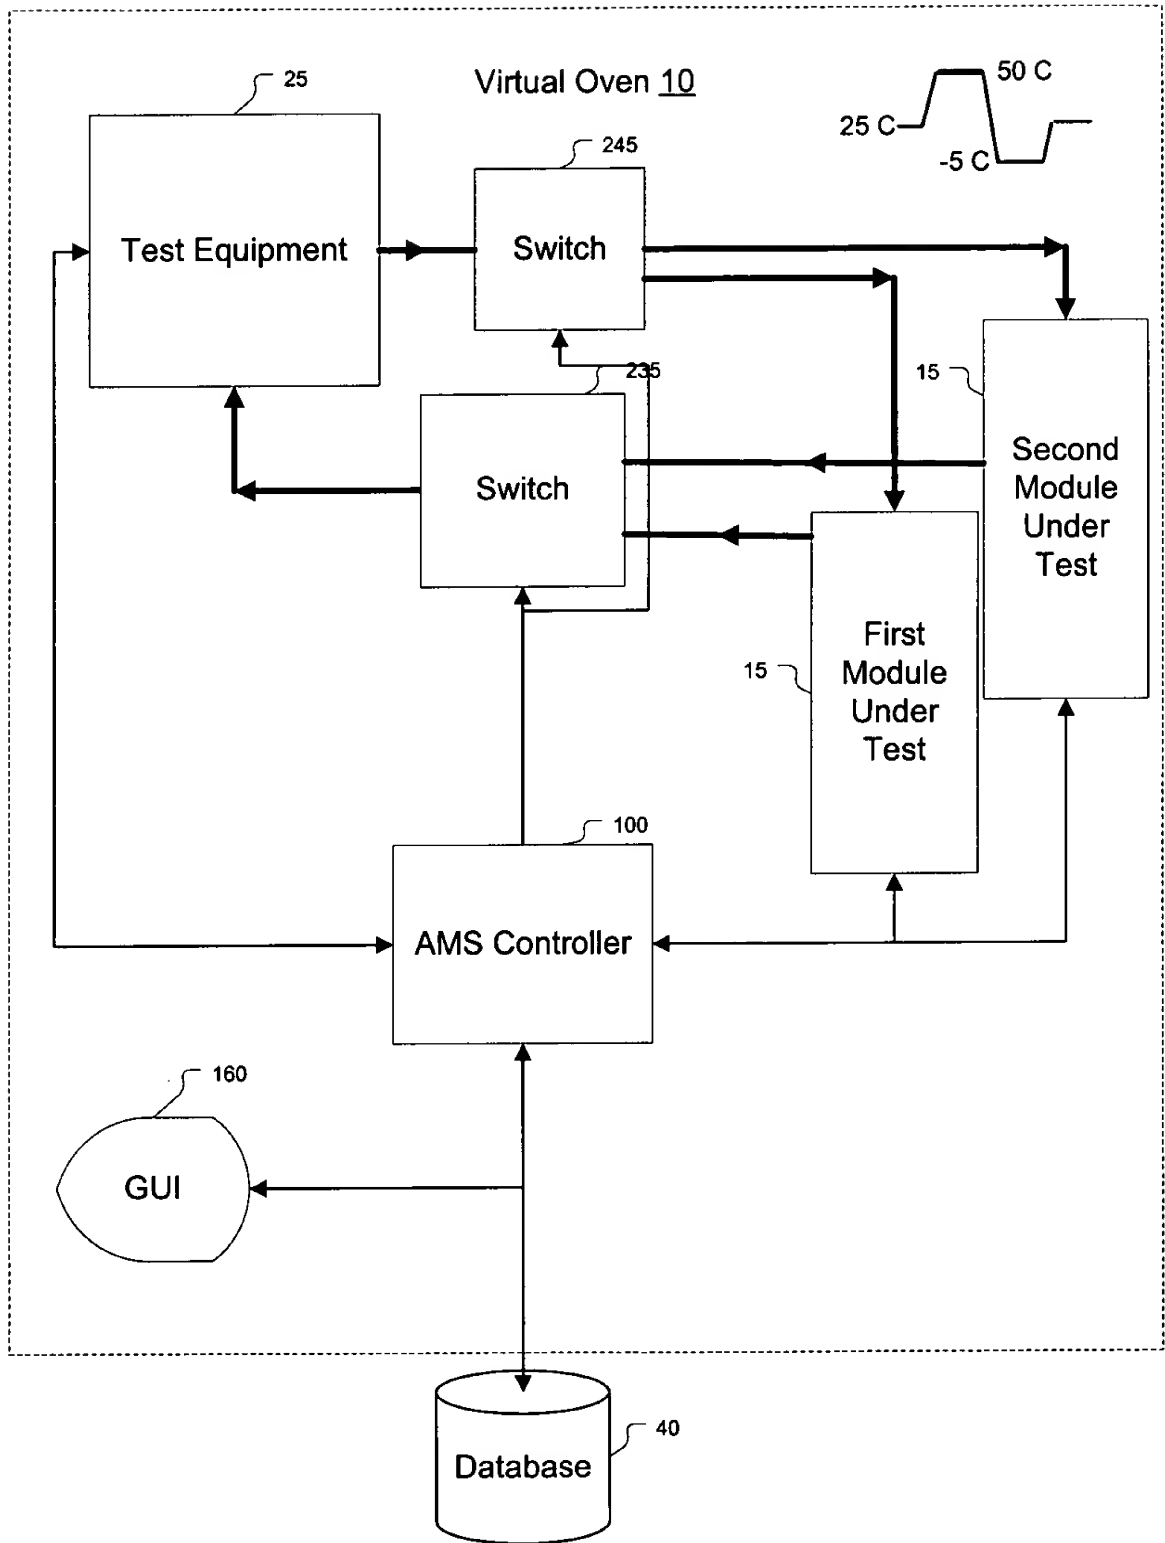 25
Virtual Oven 10
50 C
25 C
-5 C
245
Test Equipment
Switch
235
15
Switch
Second
Module
Under
Test
First
Module
Under
Test
15
100
AMS Controller
160
GUI
40
Database